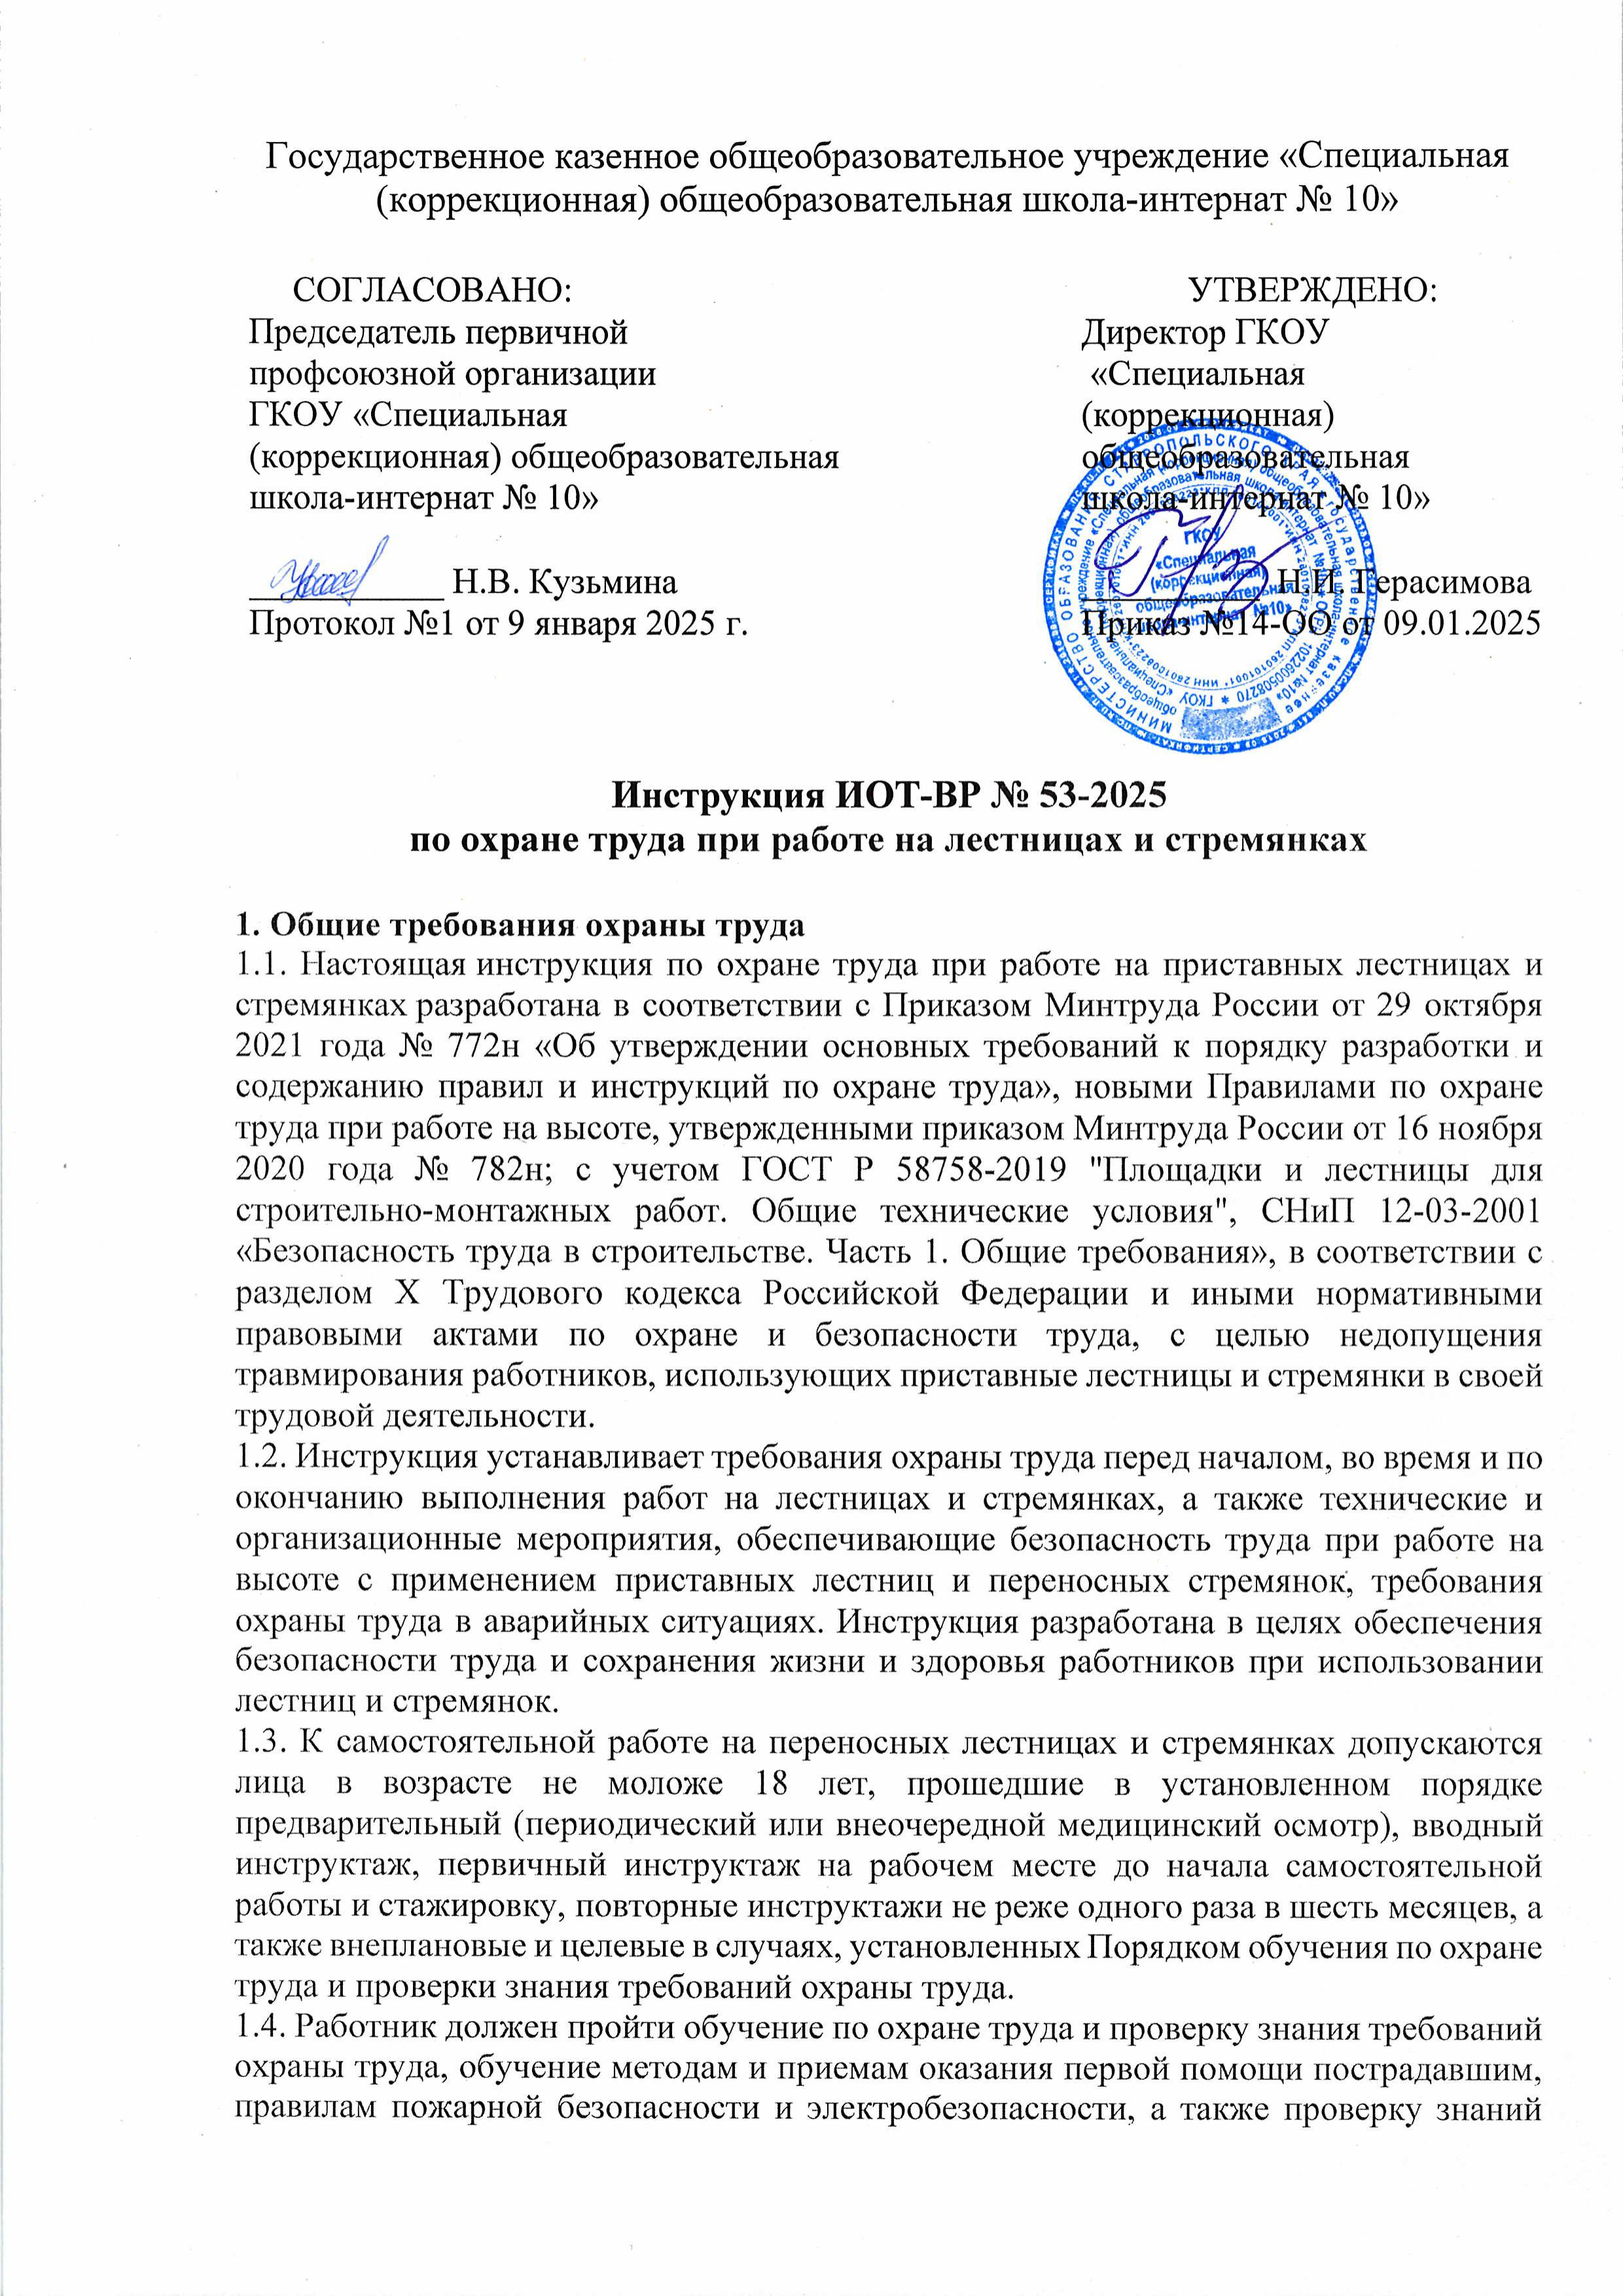 Государственное казенное общеобразовательное учреждение «Специальная
(коррекционная) общеобразовательная школа-интернат № 10»
СОГЛАСОВАНО:
Председатель первичной
профсоюзной организации
ГКОУ «Специальная
(коррекционная) общеобразовательная
школа-интернат № 10»
Н.В. Кузьмина
Протокол №1 от 9 января 2025 г.
УТВЕРЖДЕНО:
Директор ГКОУ
«Специальная
(коррекционная)
общеобразовательная
школа-интернат № 10»
Н.И. Герасимова
Приказ №14-ОО от 09.01.2025
ГКОУ
«Специальная
(коррекционная)
общеобразовательная
школа-интернат №10»
Инструкция ИОТ-ВР № 53-2025
по охране труда при работе на лестницах и стремянках
1. Общие требования охраны труда
1.1. Настоящая инструкция по охране труда при работе на приставных лестницах и
стремянках разработана в соответствии с Приказом Минтруда России от 29 октября
2021 года № 772н «Об утверждении основных требований к порядку разработки и
содержанию правил и инструкций по охране труда», новыми Правилами по охране
труда при работе на высоте, утвержденными приказом Минтруда России от 16 ноября
2020 года № 782н; с учетом ГОСТ Р 58758-2019 "Площадки и лестницы для
строительно-монтажных работ. Общие технические условия", СНиП 12-03-2001
«Безопасность труда в строительстве. Часть 1. Общие требования», в соответствии с
разделом X Трудового кодекса Российской Федерации и иными нормативными
правовыми актами по охране и безопасности труда, с целью недопущения
травмирования работников, использующих приставные лестницы и стремянки в своей
трудовой деятельности.
1.2. Инструкция устанавливает требования охраны труда перед началом, во время и по
окончанию выполнения работ на лестницах и стремянках, а также технические и
организационные мероприятия, обеспечивающие безопасность труда при работе на
высоте с применением приставных лестниц и переносных стремянок, требования
охраны труда в аварийных ситуациях. Инструкция разработана в целях обеспечения
безопасности труда и сохранения жизни и здоровья работников при использовании
лестниц и стремянок.
1.3. К самостоятельной работе на переносных лестницах и стремянках допускаются
лица в возрасте не моложе 18 лет, прошедшие в установленном порядке
предварительный (периодический или внеочередной медицинский осмотр), вводный
инструктаж, первичный инструктаж на рабочем месте до начала самостоятельной
работы и стажировку, повторные инструктажи не реже одного раза в шесть месяцев, а
также внеплановые и целевые в случаях, установленных Порядком обучения по охране
труда и проверки знания требований охраны труда.
1.4. Работник должен пройти обучение по охране труда и проверку знания требований
охраны труда, обучение методам и приемам оказания первой помощи пострадавшим,
правилам пожарной безопасности и электробезопасности, а также проверку знаний